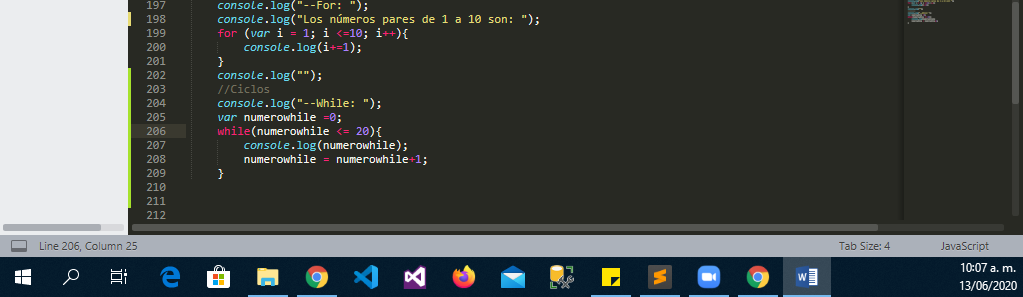 197 console.log("--For: ");
198 console.log("Los números pares de 1 a 10 son: ");
199 for (var i = 1; i <=10; i++){
200 console.log(i+=1);
201 }
202 console.log("");
203 //Ciclos
204 console.log("--While: ");
205 var numerowhile =0;
206 while(numerowhile <= 20){
207 console.log(numerowhile);
208 numerowhile = numerowhile+1;
209 }
210
211
212
Line 206, Column 25 Tab Size: 4 JavaScript
10:07 a. m.
13/06/2020